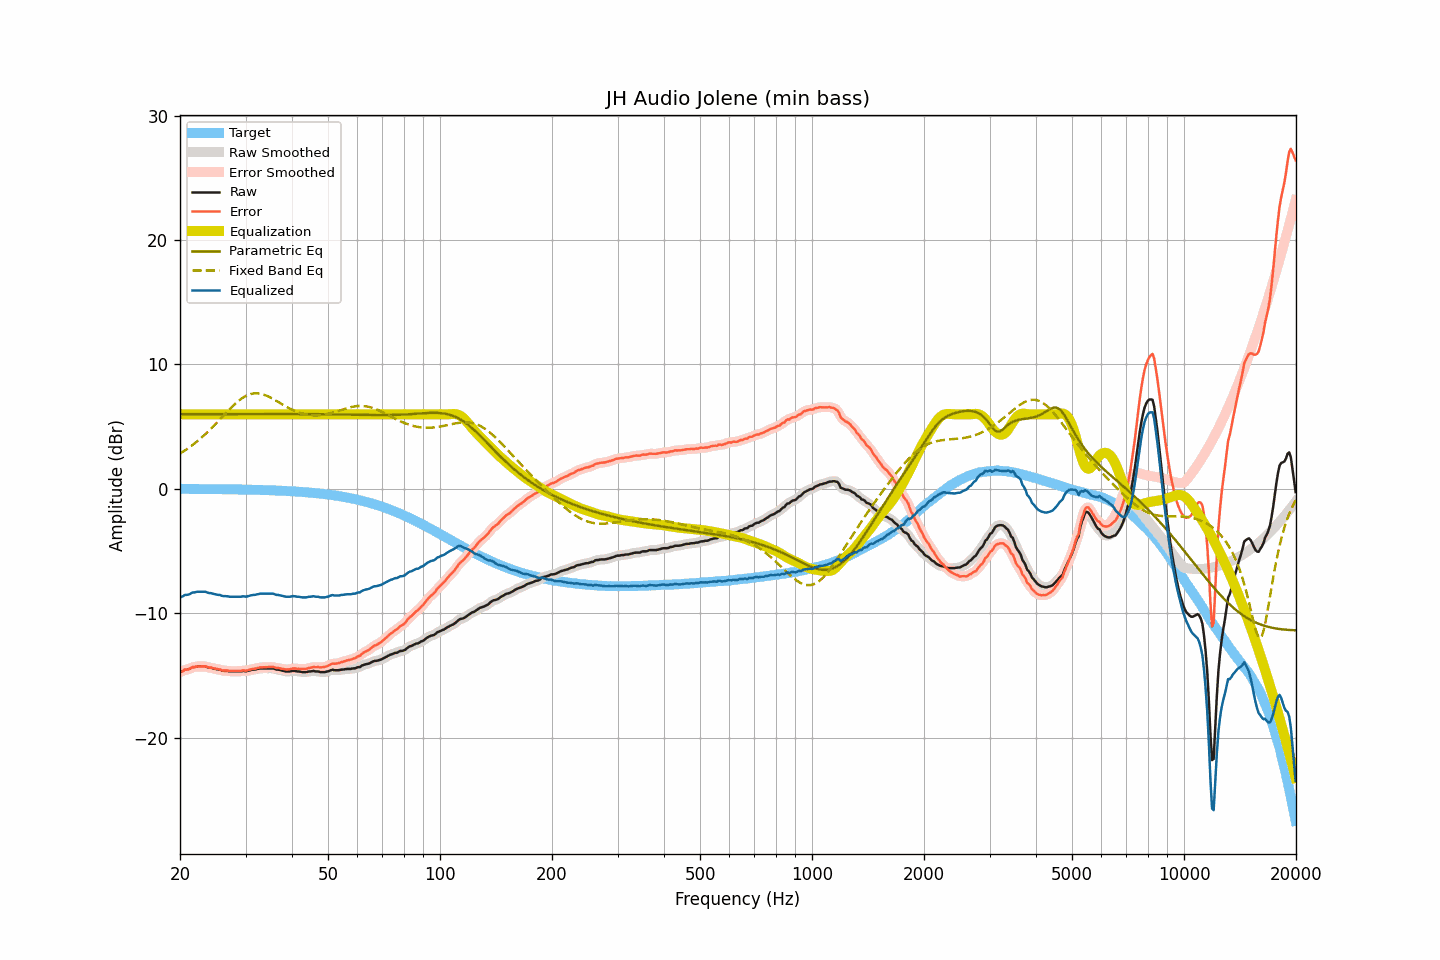 JH Audio Jolene (min bass)
30
20
10
0
−10
−20
Amplitude (dBr)
Target
Raw Smoothed
Error Smoothed
Raw
Error
Equalization
Parametric Eq
Fixed Band Eq
Equalized
20 50 100 200 500 1000 2000 5000 10000 20000
Frequency (Hz)